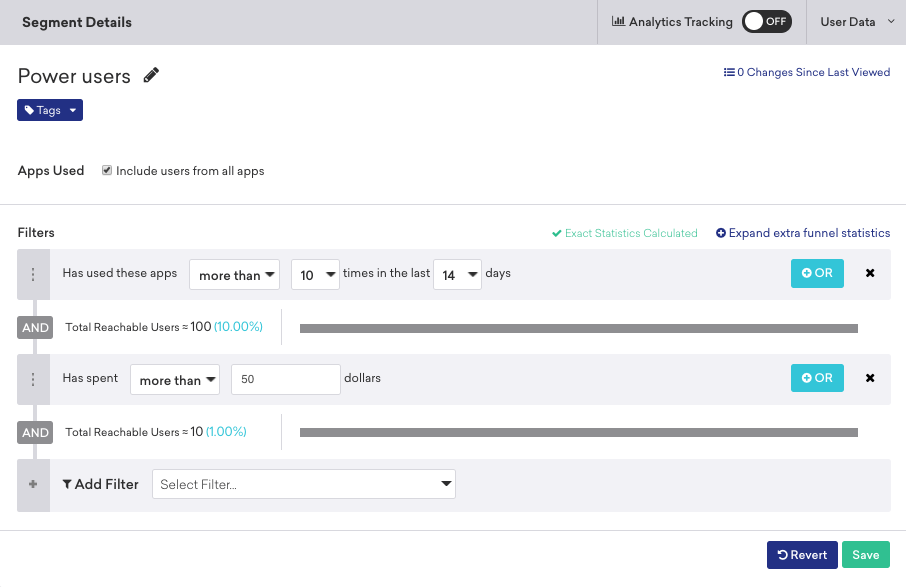 Segment Details Analytics Tracking OFF User Data
Power users 0 Changes Since Last Viewed
Tags
Apps Used Include users from all apps
Filters Exact Statistics Calculated Expand extra funnel statistics
Has used these apps more than 10 times in the last 14 days OR
AND Total Reachable Users ≈ 100 (10.00%)
Has spent more than 50 dollars OR
AND Total Reachable Users ≈ 10 (1.00%)
Add Filter Select Filter...
Revert Save